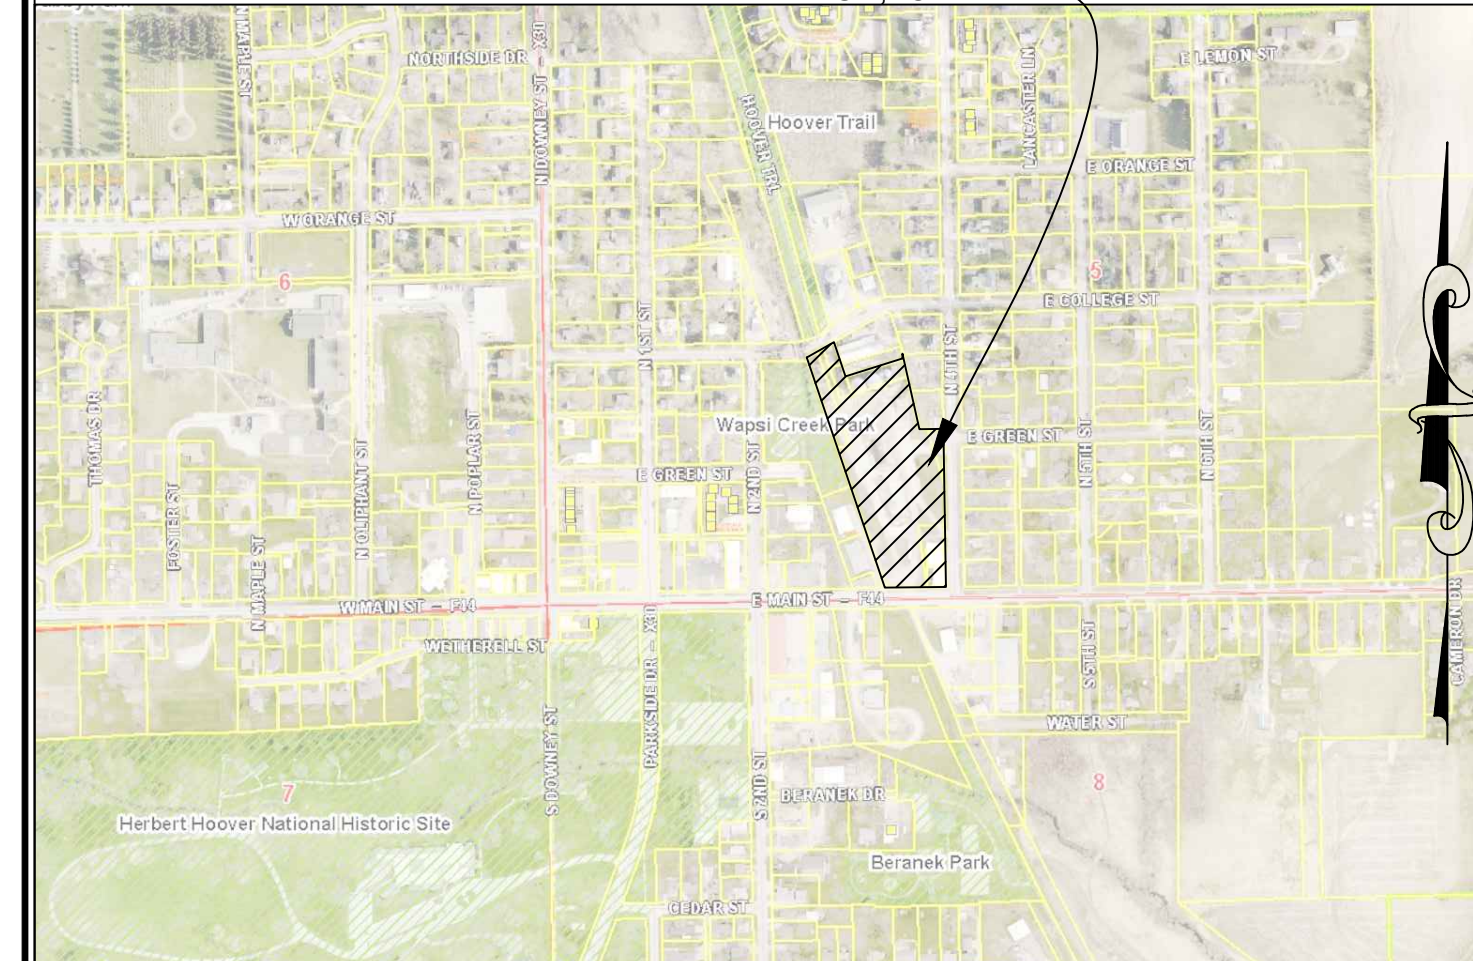 N MAPLE ST
NORTHSIDE DR
N DOWNEY ST - X30
HOOVER TRL
Hoover Trail
LANCASTER LN
E LEMON ST
E ORANGE ST
W ORANGE ST
6
5
E COLLEGE ST
N 1ST ST
N 4TH ST
THOMAS DR
FOSTER ST
N MAPLE ST
N OLIPHANT ST
N POPLAR ST
Wapsi Creek Park
E GREEN ST
N 2ND ST
E GREEN ST
N 5TH ST
N 6TH ST
W MAIN ST - F44
E MAIN ST - F44
WETHERELL ST
PARKSIDE DR - X30
S DOWNEY ST
S 5TH ST
CAMERON DR
WATER ST
7
8
Herbert Hoover National Historic Site
S 2ND ST
BERANEK DR
Beranek Park
CEDAR ST